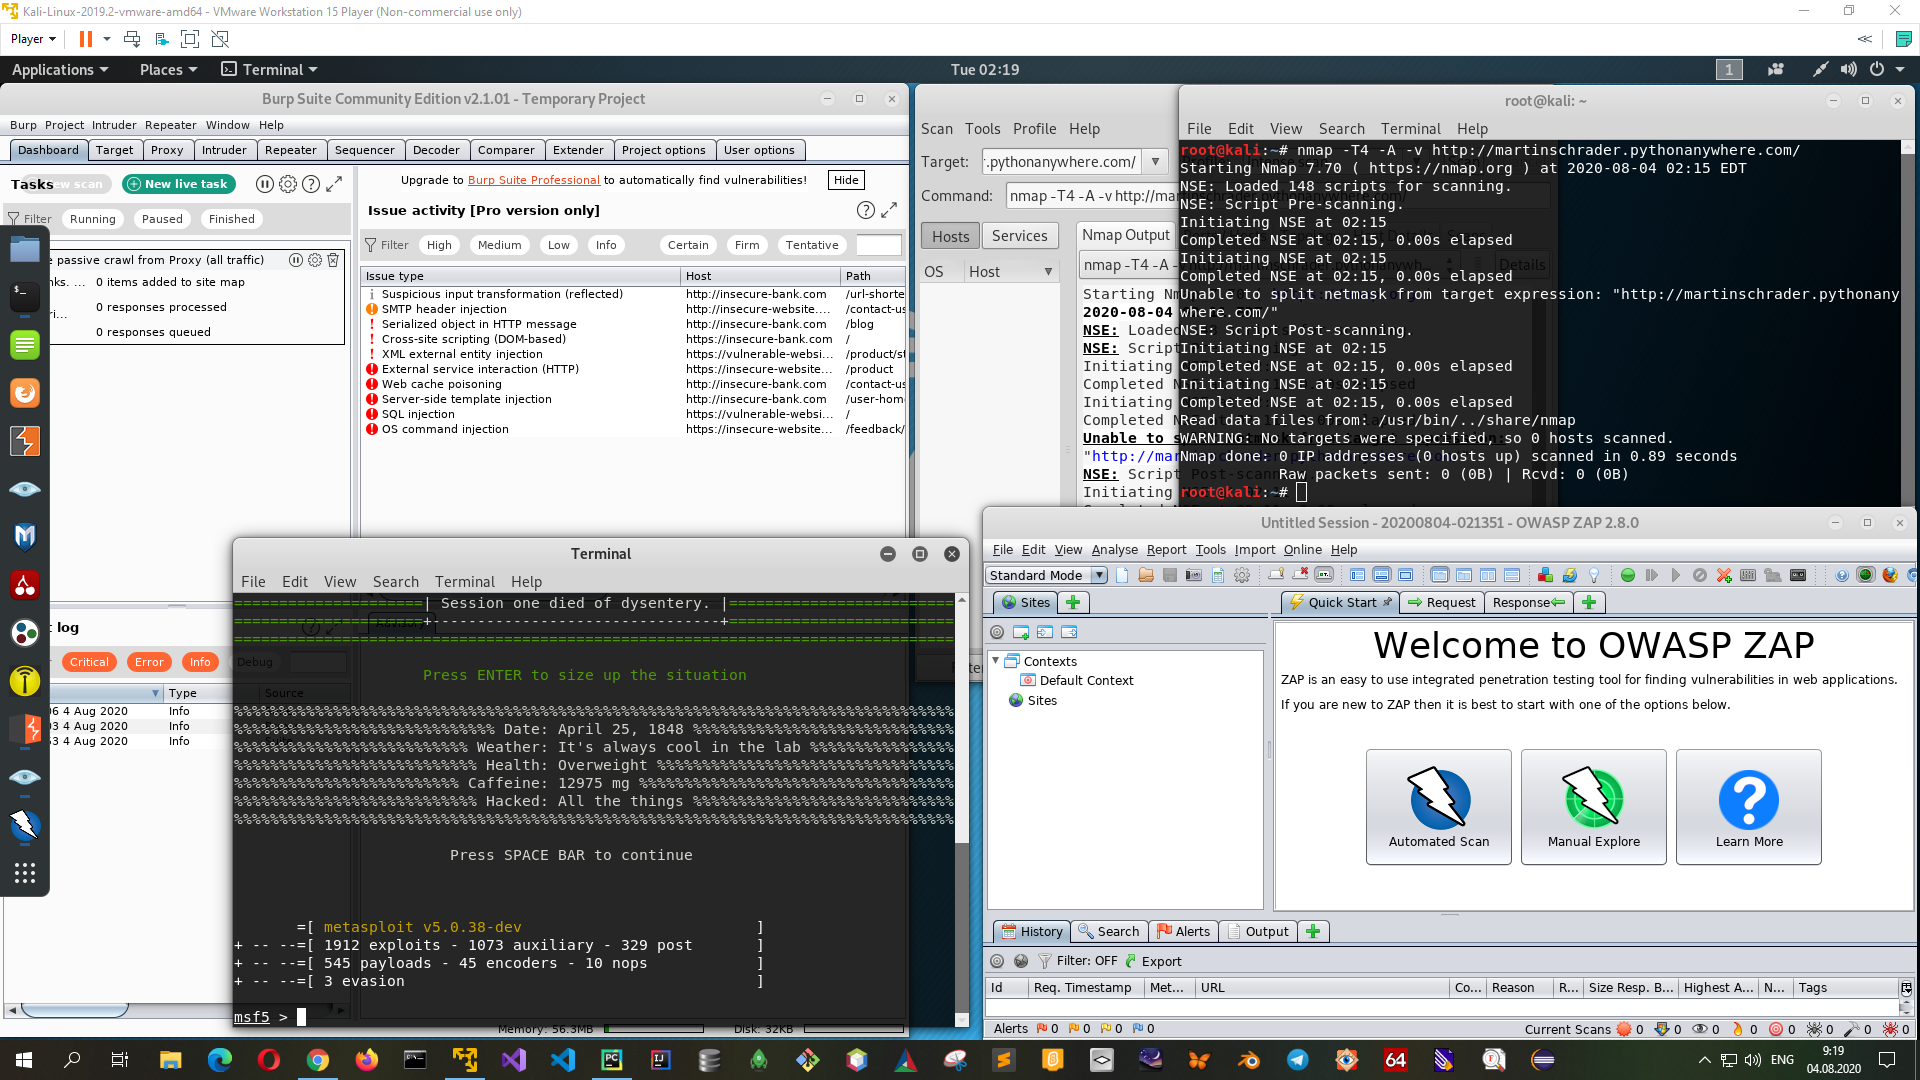 Kali-Linux-2019.2-vmware-amd64 - VMware Workstation 15 Player (Non-commercial use only)
Player
Applications Places Terminal Tue 02:19 1
Burp Suite Community Edition v2.1.01 - Temporary Project
Burp Project Intruder Repeater Window Help
Dashboard Target Proxy Intruder Repeater Sequencer Decoder Comparer Extender Project options User options
Tasks New live task
Filter Running Paused Finished
e passive crawl from Proxy (all traffic)
0 items added to site map
0 responses processed
0 responses queued
Upgrade to Burp Suite Professional to automatically find vulnerabilities! Hide
Issue activity [Pro version only]
Filter High Medium Low Info Certain Firm Tentative
Issue type Host Path
Suspicious input transformation (reflected) http://insecure-bank.com /url-shorte
SMTP header injection http://insecure-website.... /contact-us
Serialized object in HTTP message http://insecure-bank.com /blog
Cross-site scripting (DOM-based) http://insecure-bank.com /
XML external entity injection https://vulnerable-websi... /product/st
External service interaction (HTTP) https://insecure-website... /product
Web cache poisoning http://insecure-bank.com /contact-us
Server-side template injection http://insecure-bank.com /user-hom
SQL injection https://vulnerable-websi... /
OS command injection https://insecure-website... /feedback/
t log
Critical Error Info Debug
Type Source
06 4 Aug 2020 Info
03 4 Aug 2020 Info
53 4 Aug 2020 Info
Memory: 56.3MB Disk: 32KB
Scan Tools Profile Help
Target: r.pythonanywhere.com/
Command: nmap -T4 -A -v http://mar
Hosts Services Nmap Output
OS Host nmap -T4 -A - Details
Starting Nm
2020-08-04
NSE: Loaded
NSE: Script
Initiating
Completed N
Initiating
Completed N
Unable to s
"http://mar
NSE: Script
Initiating
root@kali: ~
File Edit View Search Terminal Help
root@kali:~# nmap -T4 -A -v http://martinschrader.pythonanywhere.com/
Starting Nmap 7.70 ( https://nmap.org ) at 2020-08-04 02:15 EDT
NSE: Loaded 148 scripts for scanning.
NSE: Script Pre-scanning.
Initiating NSE at 02:15
Completed NSE at 02:15, 0.00s elapsed
Initiating NSE at 02:15
Completed NSE at 02:15, 0.00s elapsed
Unable to split netmask from target expression: "http://martinschrader.pythonany
where.com/"
NSE: Script Post-scanning.
Initiating NSE at 02:15
Completed NSE at 02:15, 0.00s elapsed
Initiating NSE at 02:15
Completed NSE at 02:15, 0.00s elapsed
Read data files from: /usr/bin/../share/nmap
WARNING: No targets were specified, so 0 hosts scanned.
Nmap done: 0 IP addresses (0 hosts up) scanned in 0.89 seconds
Raw packets sent: 0 (0B) | Rcvd: 0 (0B)
root@kali:~#
Terminal
File Edit View Search Terminal Help
| Session one died of dysentery. |
Press ENTER to size up the situation
Date: April 25, 1848
Weather: It's always cool in the lab
Health: Overweight
Caffeine: 12975 mg
Hacked: All the things
Press SPACE BAR to continue
=[ metasploit v5.0.38-dev ]
+ -- --=[ 1912 exploits - 1073 auxiliary - 329 post ]
+ -- --=[ 545 payloads - 45 encoders - 10 nops ]
+ -- --=[ 3 evasion ]
msf5 >
Untitled Session - 20200804-021351 - OWASP ZAP 2.8.0
File Edit View Analyse Report Tools Import Online Help
Standard Mode
Sites Quick Start Request Response
Contexts
Default Context
Sites
Welcome to OWASP ZAP
ZAP is an easy to use integrated penetration testing tool for finding vulnerabilities in web applications.
If you are new to ZAP then it is best to start with one of the options below.
Automated Scan Manual Explore Learn More
History Search Alerts Output
Filter: OFF Export
Id Req. Timestamp Met... URL Co... Reason R... Size Resp. B... Highest A... N... Tags
Alerts 0 0 0 0 Current Scans 0 0 0 0 0 0 0 0
ENG 9:19
04.08.2020